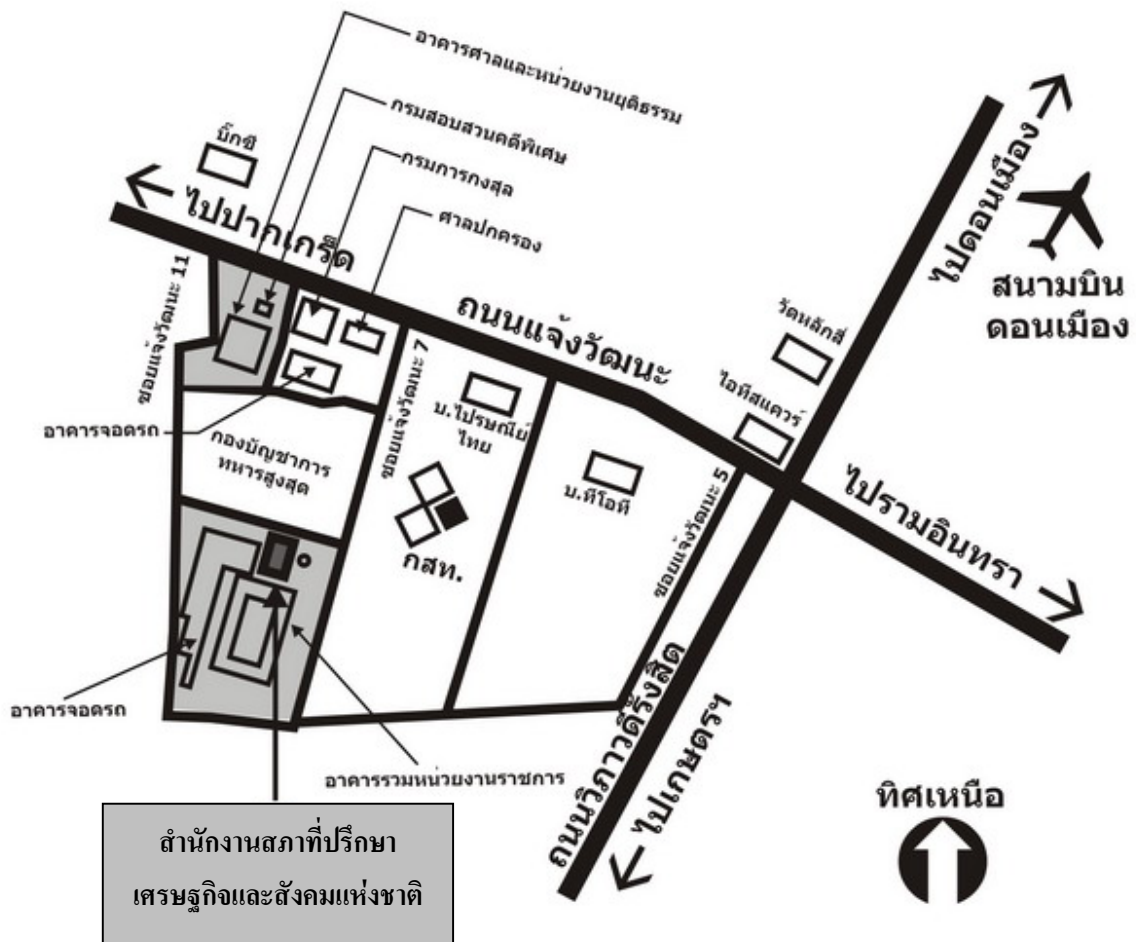 อาคารศาลและหน่วยงานยุติธรรม
กรมสอบสวนคดีพิเศษ
บิ๊กซี
กรมการกงสุล
ศาลปกครอง
ไปปากเกร็ด
ไปดอนเมือง
สนามบิน
ดอนเมือง
ซอยแจ้งวัฒนะ 11
ถนนแจ้งวัฒนะ
วัดหลักสี่
ไอทีสแควร์
ซอยแจ้งวัฒนะ 7
บ.ไปรษณีย์
ไทย
อาคารจอดรถ
กองบัญชาการ
ทหารสูงสุด
บ.ทีโอที
ซอยแจ้งวัฒนะ 5
ไปรามอินทรา
กสท.
อาคารจอดรถ
อาคารรวมหน่วยงานราชการ
ถนนวิภาวดีรังสิต
ไปเกษตรฯ
ทิศเหนือ
สำนักงานสภาที่ปรึกษา
เศรษฐกิจและสังคมแห่งชาติ